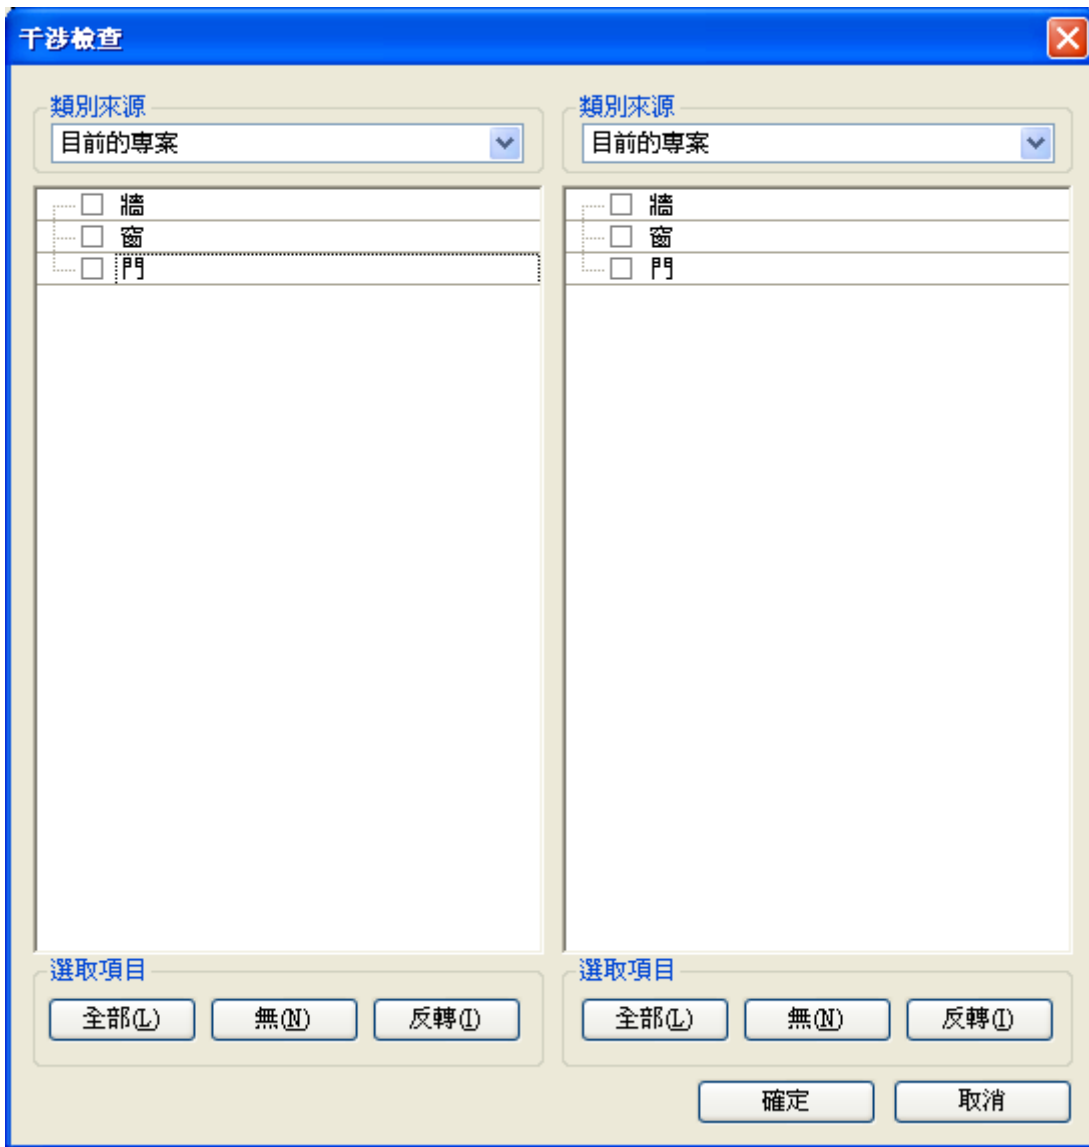 干涉檢查
類別來源
目前的專案
牆
窗
門
選取項目
全部(L) 無(N) 反轉(I)
類別來源
目前的專案
牆
窗
門
選取項目
全部(L) 無(N) 反轉(I)
確定 取消